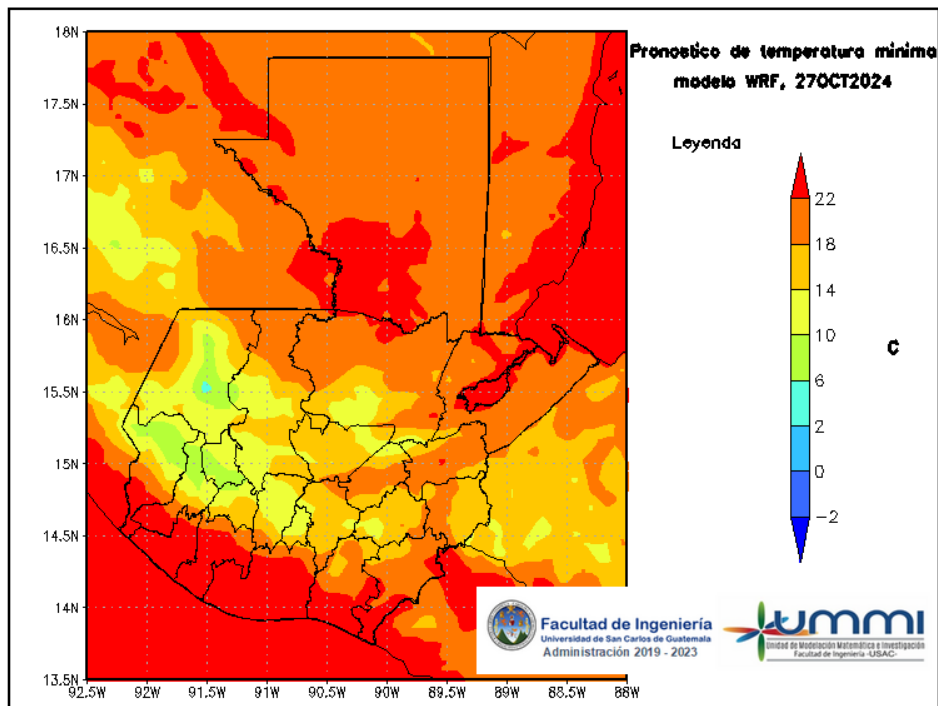 Pronostico de temperatura minima
modelo WRF, 27OCT2024
Leyenda
22
18
14
10
6
2
0
−2
C
18N
17.5N
17N
16.5N
16N
15.5N
15N
14.5N
14N
13.5N
92.5W
92W
91.5W
91W
90.5W
90W
89.5W
89W
88.5W
88W
Facultad de Ingeniería
Universidad de San Carlos de Guatemala
Administración 2019 - 2023
ummi
Unidad de Modelación Matemática e Investigación
Facultad de Ingeniería -USAC-